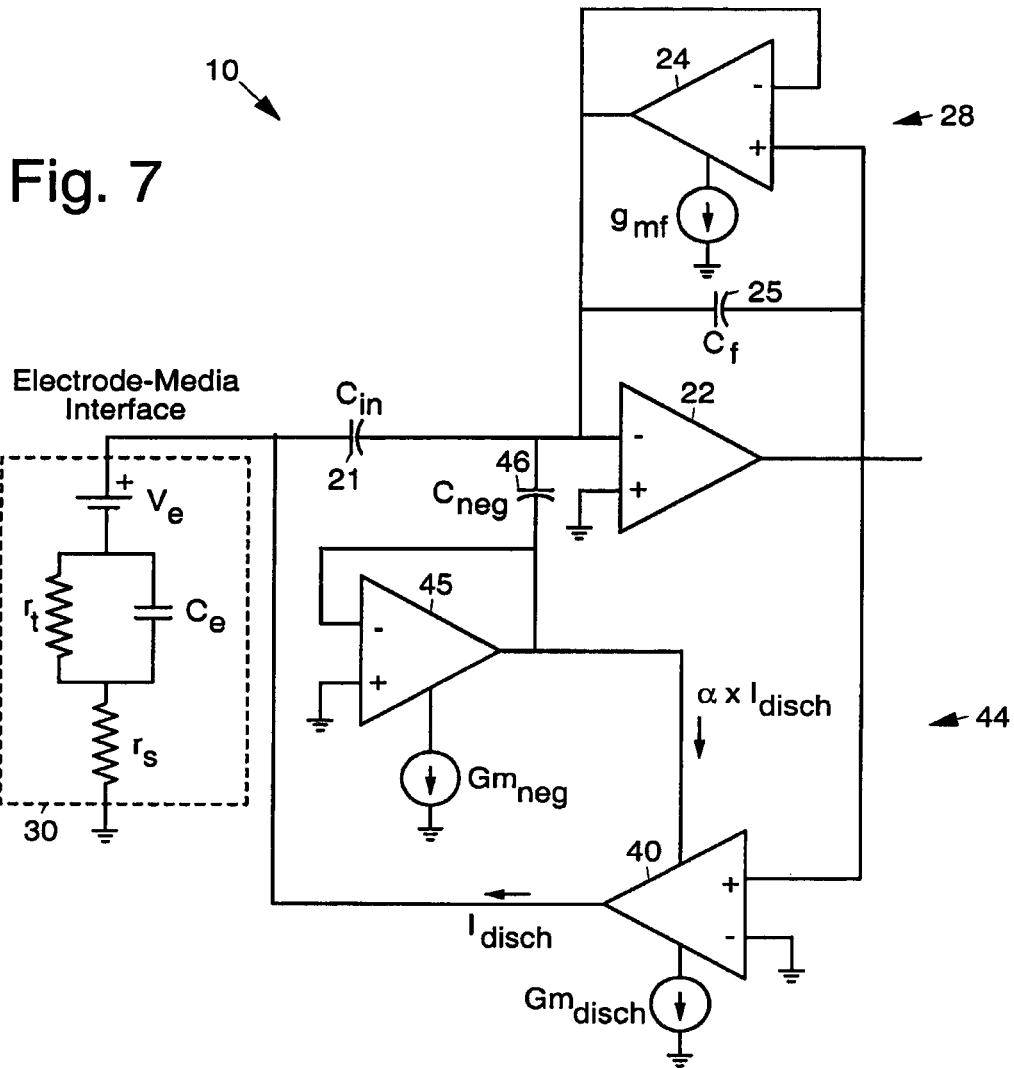 10
24
-
+
28
Fig. 7
g mf
25
C f
Electrode-Media
Interface
C in
21
22
-
+
46
C neg
+
V e
r t
C e
r s
30
45
-
+
Gm neg
α x I disch
44
40
+
-
I disch
Gm disch